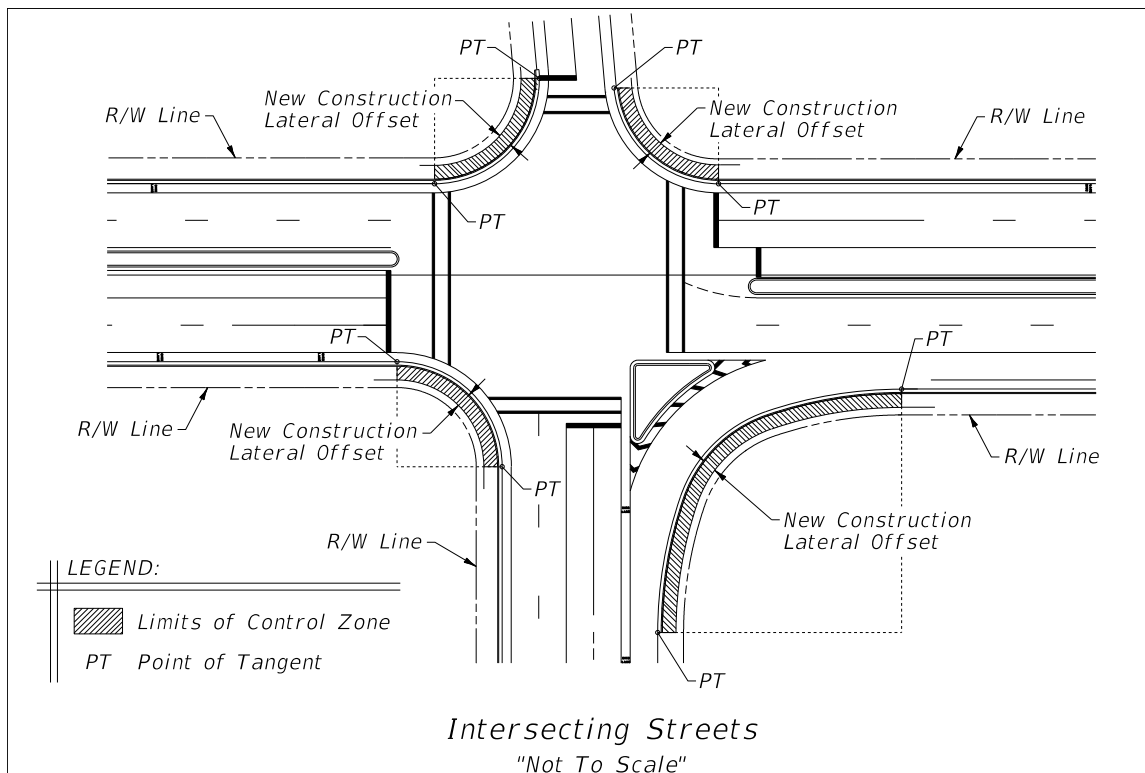 PT
PT
New Construction
Lateral Offset
New Construction
Lateral Offset
R/W Line
R/W Line
PT
PT
PT
PT
R/W Line
New Construction
Lateral Offset
R/W Line
PT
New Construction
Lateral Offset
R/W Line
LEGEND:
Limits of Control Zone
PT Point of Tangent
PT
Intersecting Streets
"Not To Scale"